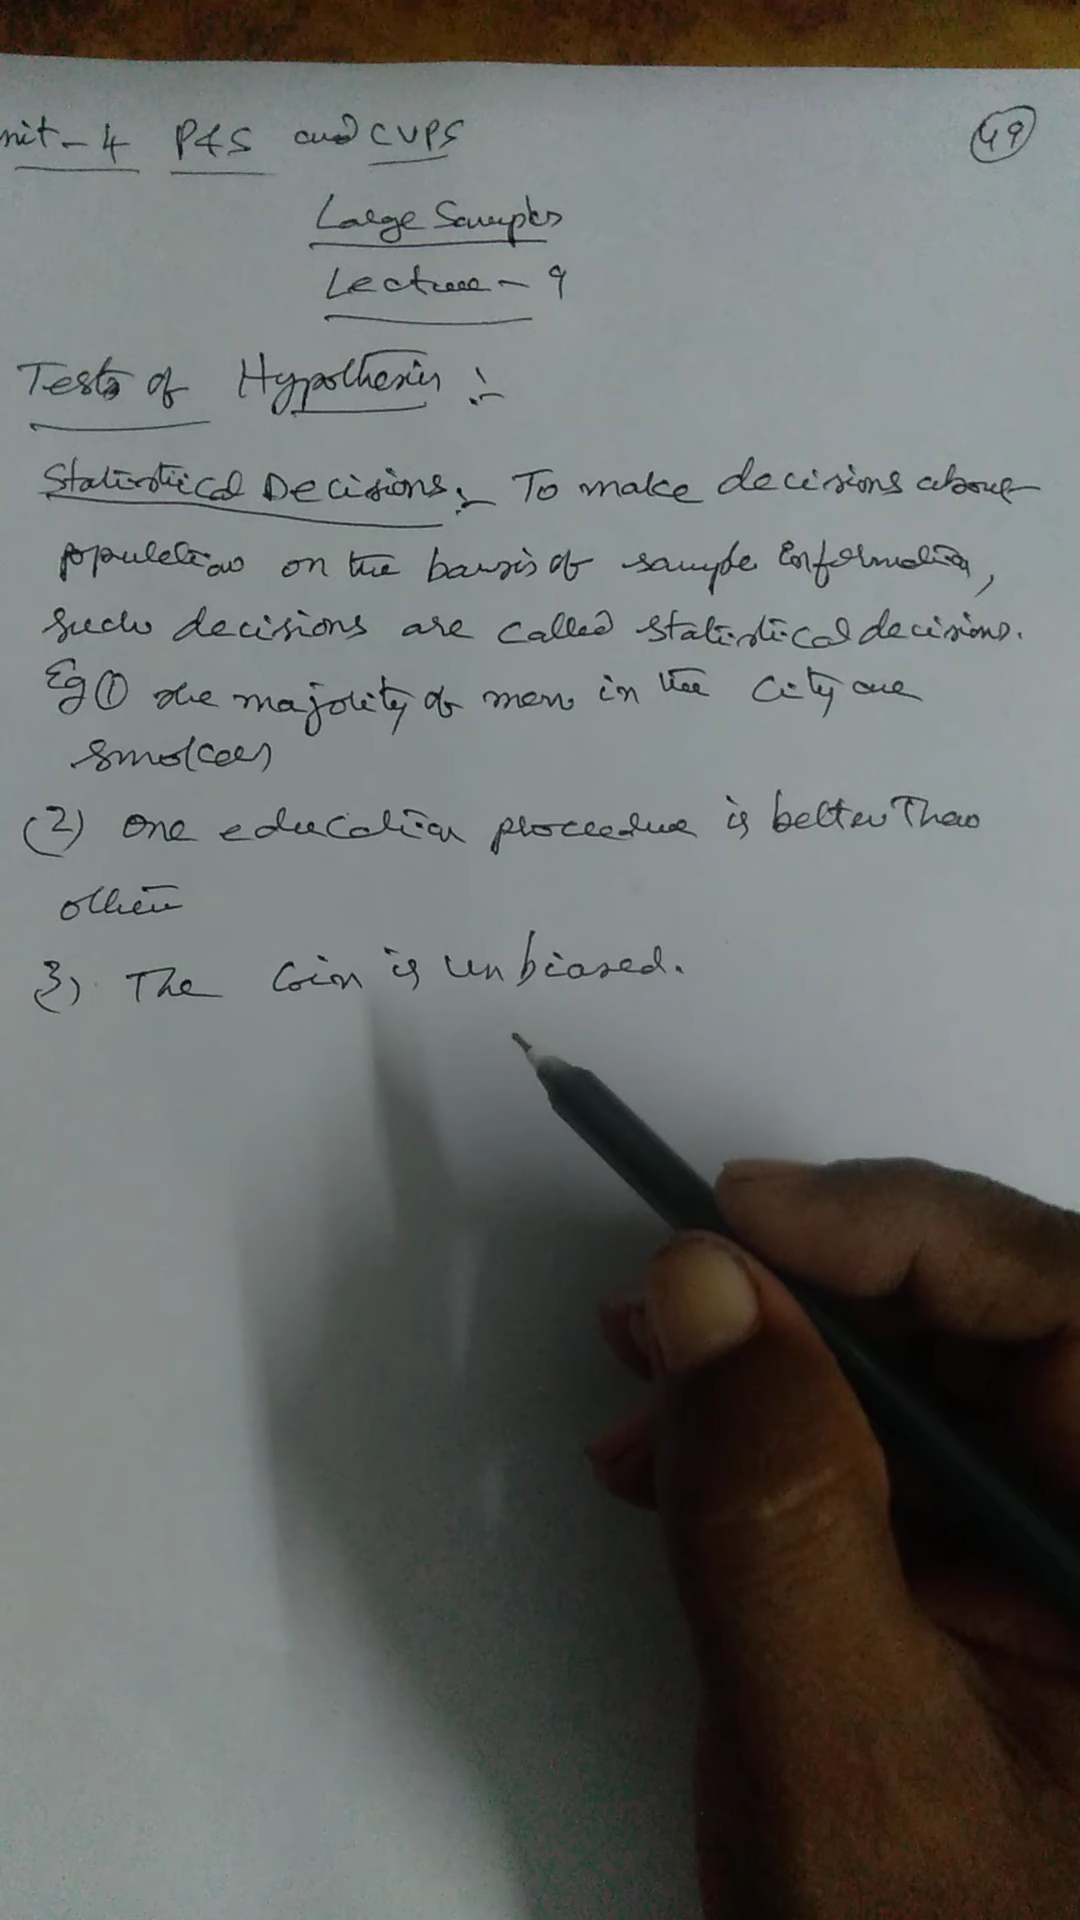 nit - 4 P&S and CVPS
49
Large Samples
Lecture - 9
Tests of Hypothesis :-
Statistical Decisions :- To make decisions about
population on the basis of sample information,
such decisions are called statistical decisions.
Eg ① The majority of men in the city are
smokers
(2) One education procedure is better than
other
3) The Coin is unbiased.